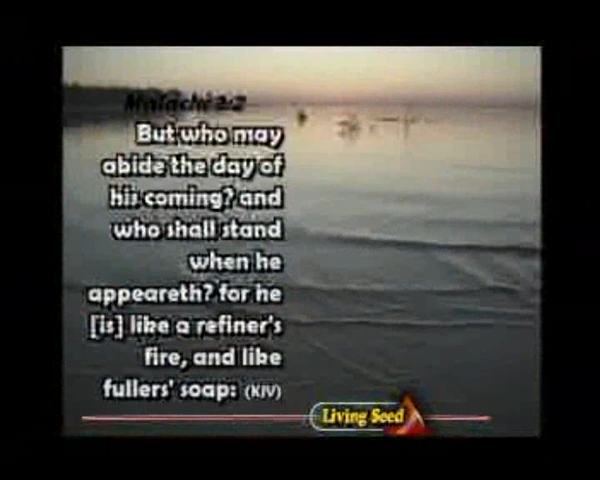 Malachi 3:2
But who may
abide the day of
his coming? and
who shall stand
when he
appeareth? for he
[is] like a refiner's
fire, and like
fullers' soap: (KJV)
Living Seed